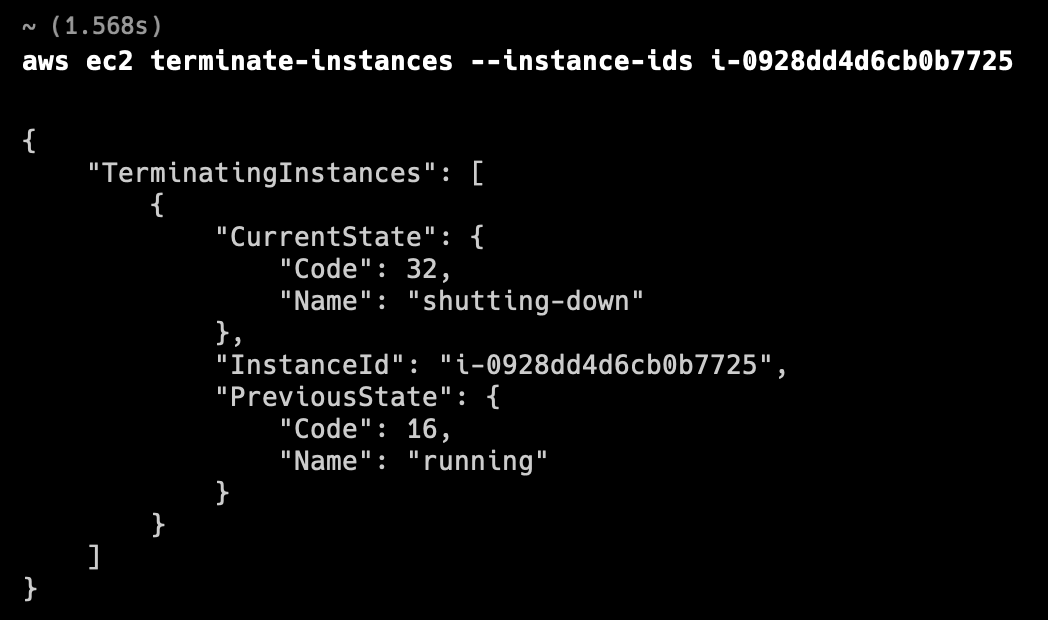 ~ (1.568s)
aws ec2 terminate-instances --instance-ids i-0928dd4d6cb0b7725
{
    "TerminatingInstances": [
        {
            "CurrentState": {
                "Code": 32,
                "Name": "shutting-down"
            },
            "InstanceId": "i-0928dd4d6cb0b7725",
            "PreviousState": {
                "Code": 16,
                "Name": "running"
            }
        }
    ]
}